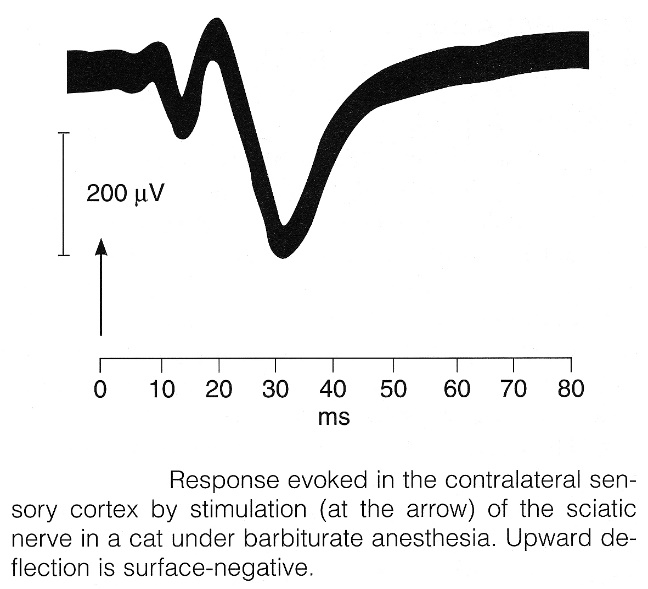 200 μV
0 10 20 30 40 50 60 70 80
ms
Response evoked in the contralateral sen-
sory cortex by stimulation (at the arrow) of the sciatic
nerve in a cat under barbiturate anesthesia. Upward de-
flection is surface-negative.